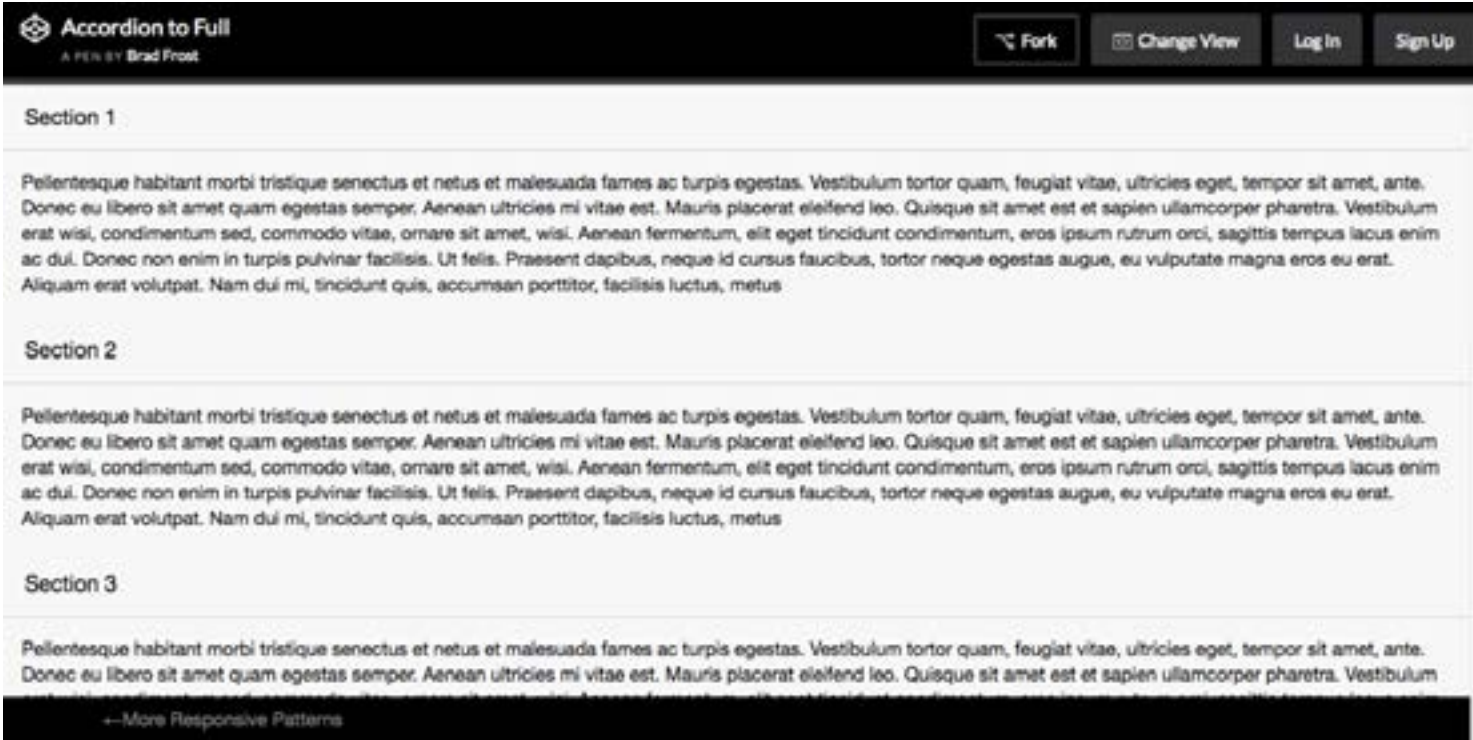 Accordion to Full
A PEN BY Brad Frost
Fork
Change View
Log In
Sign Up
Section 1
Pellentesque habitant morbi tristique senectus et netus et malesuada fames ac turpis egestas. Vestibulum tortor quam, feugiat vitae, ultricies eget, tempor sit amet, ante.
Donec eu libero sit amet quam egestas semper. Aenean ultricies mi vitae est. Mauris placerat eleifend leo. Quisque sit amet est et sapien ullamcorper pharetra. Vestibulum
erat wisi, condimentum sed, commodo vitae, ornare sit amet, wisi. Aenean fermentum, elit eget tincidunt condimentum, eros ipsum rutrum orci, sagittis tempus lacus enim
ac dui. Donec non enim in turpis pulvinar facilisis. Ut felis. Praesent dapibus, neque id cursus faucibus, tortor neque egestas augue, eu vulputate magna eros eu erat.
Aliquam erat volutpat. Nam dui mi, tincidunt quis, accumsan porttitor, facilisis luctus, metus
Section 2
Pellentesque habitant morbi tristique senectus et netus et malesuada fames ac turpis egestas. Vestibulum tortor quam, feugiat vitae, ultricies eget, tempor sit amet, ante.
Donec eu libero sit amet quam egestas semper. Aenean ultricies mi vitae est. Mauris placerat eleifend leo. Quisque sit amet est et sapien ullamcorper pharetra. Vestibulum
erat wisi, condimentum sed, commodo vitae, ornare sit amet, wisi. Aenean fermentum, elit eget tincidunt condimentum, eros ipsum rutrum orci, sagittis tempus lacus enim
ac dui. Donec non enim in turpis pulvinar facilisis. Ut felis. Praesent dapibus, neque id cursus faucibus, tortor neque egestas augue, eu vulputate magna eros eu erat.
Aliquam erat volutpat. Nam dui mi, tincidunt quis, accumsan porttitor, facilisis luctus, metus
Section 3
Pellentesque habitant morbi tristique senectus et netus et malesuada fames ac turpis egestas. Vestibulum tortor quam, feugiat vitae, ultricies eget, tempor sit amet, ante.
Donec eu libero sit amet quam egestas semper. Aenean ultricies mi vitae est. Mauris placerat eleifend leo. Quisque sit amet est et sapien ullamcorper pharetra. Vestibulum
←More Responsive Patterns